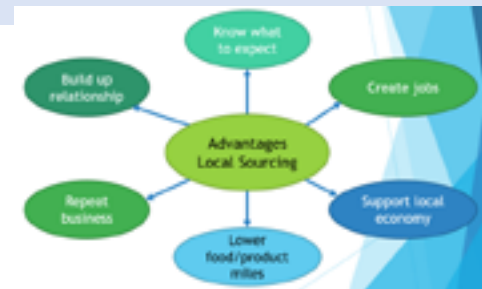 Know what
to expect
Build up
relationship
Create jobs
Advantages
Local Sourcing
Repeat
business
Support local
economy
Lower
food/product
miles